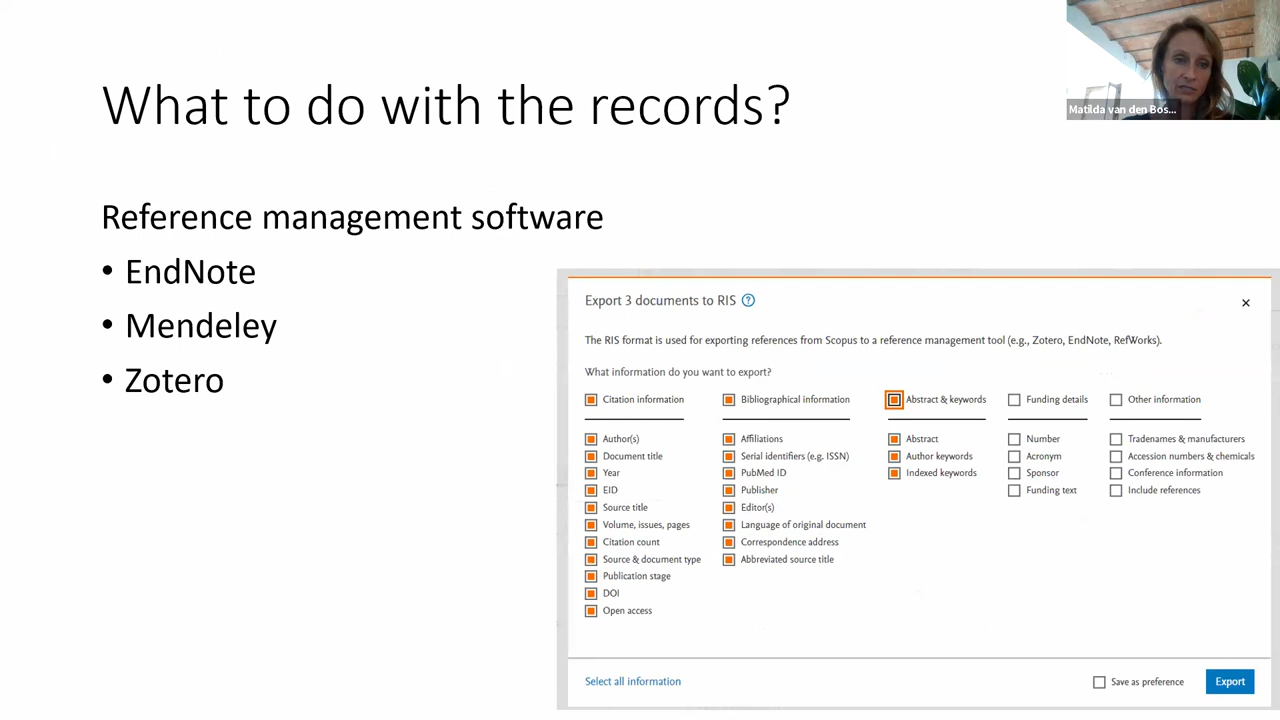 What to do with the records?
Matilda van den Bos...
Reference management software
• EndNote
• Mendeley
• Zotero
Export 3 documents to RIS ?
The RIS format is used for exporting references from Scopus to a reference management tool (e.g., Zotero, EndNote, RefWorks).
What information do you want to export?
Citation information
Author(s)
Document title
Year
EID
Source title
Volume, issues, pages
Citation count
Source & document type
Publication stage
DOI
Open access
Bibliographical information
Affiliations
Serial identifiers (e.g. ISSN)
PubMed ID
Publisher
Editor(s)
Language of original document
Correspondence address
Abbreviated source title
Abstract & keywords
Abstract
Author keywords
Indexed keywords
Funding details
Number
Acronym
Sponsor
Funding text
Other information
Tradenames & manufacturers
Accession numbers & chemicals
Conference information
Include references
Select all information
Save as preference
Export